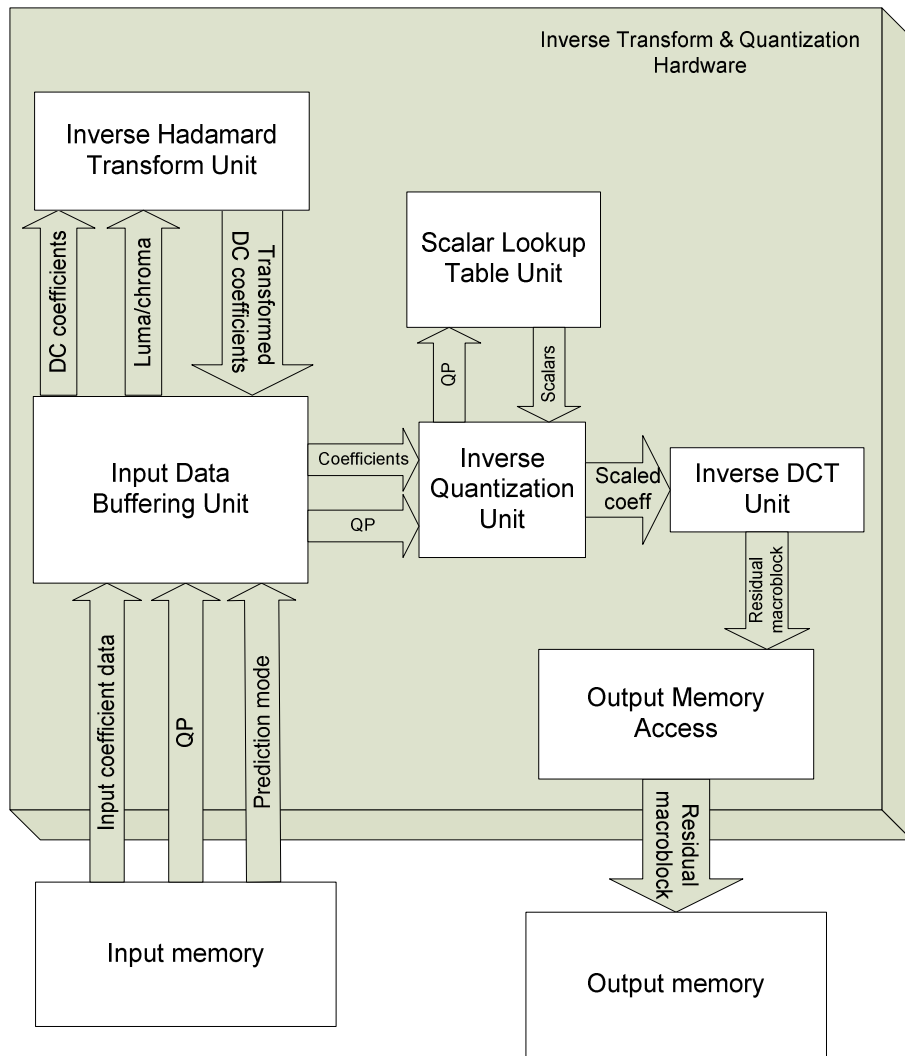 Inverse Transform & Quantization
Hardware
Inverse Hadamard
Transform Unit
DC coefficients
Luma/chroma
Transformed
DC coefficients
Scalar Lookup
Table Unit
QP
Scalars
Input Data
Buffering Unit
Coefficients
QP
Inverse
Quantization
Unit
Scaled
coeff
Inverse DCT
Unit
Residual
macroblock
Input coefficient data
QP
Prediction mode
Output Memory
Access
Residual
macroblock
Input memory
Output memory